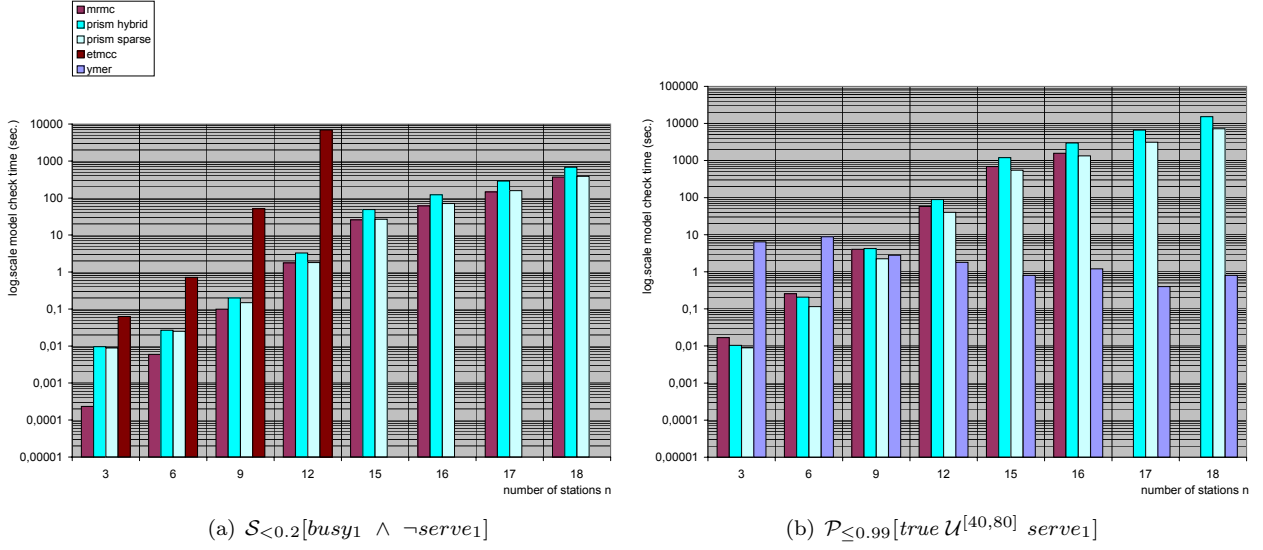 mrmc
prism hybrid
prism sparse
etmcc
ymer
log.scale model check time (sec.)
10000
1000
100
10
1
0,1
0,01
0,001
0,0001
0,00001
3 6 9 12 15 16 17 18
number of stations n
(a) S<0.2[busy1 ∧ ¬serve1]
log.scale model check time (sec.)
100000
10000
1000
100
10
1
0,1
0,01
0,001
0,0001
0,00001
3 6 9 12 15 16 17 18
number of stations n
(b) P≤0.99[true U[40,80] serve1]